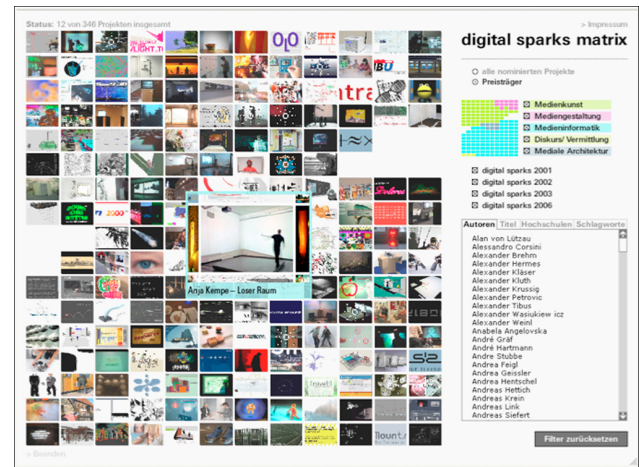 Status: 12 von 346 Projekten insgesamt
> Impressum
digital sparks matrix
alle nominierten Projekte
Preisträger
Medienkunst
Mediengestaltung
Medieninformatik
Diskurs/ Vermittlung
Mediale Architektur
digital sparks 2001
digital sparks 2002
digital sparks 2003
digital sparks 2006
Autoren Titel Hochschulen Schlagworte
Alan von Lützau
Alessandro Corsini
Alexander Brehm
Alexander Hermes
Alexander Kläser
Alexander Kluth
Alexander Krussig
Alexander Petrovic
Alexander Tibus
Alexander Wasiukiew icz
Alexander Weinl
Anabela Angelovska
André Gräf
André Hartmann
Andre Stubbe
Andrea Feigl
Andrea Geissler
Andrea Hentschel
Andreas Hettich
Andreas Krein
Andreas Link
Andreas Siefert
Anja Kempe – Loser Raum
Filter zurücksetzen
> Beenden